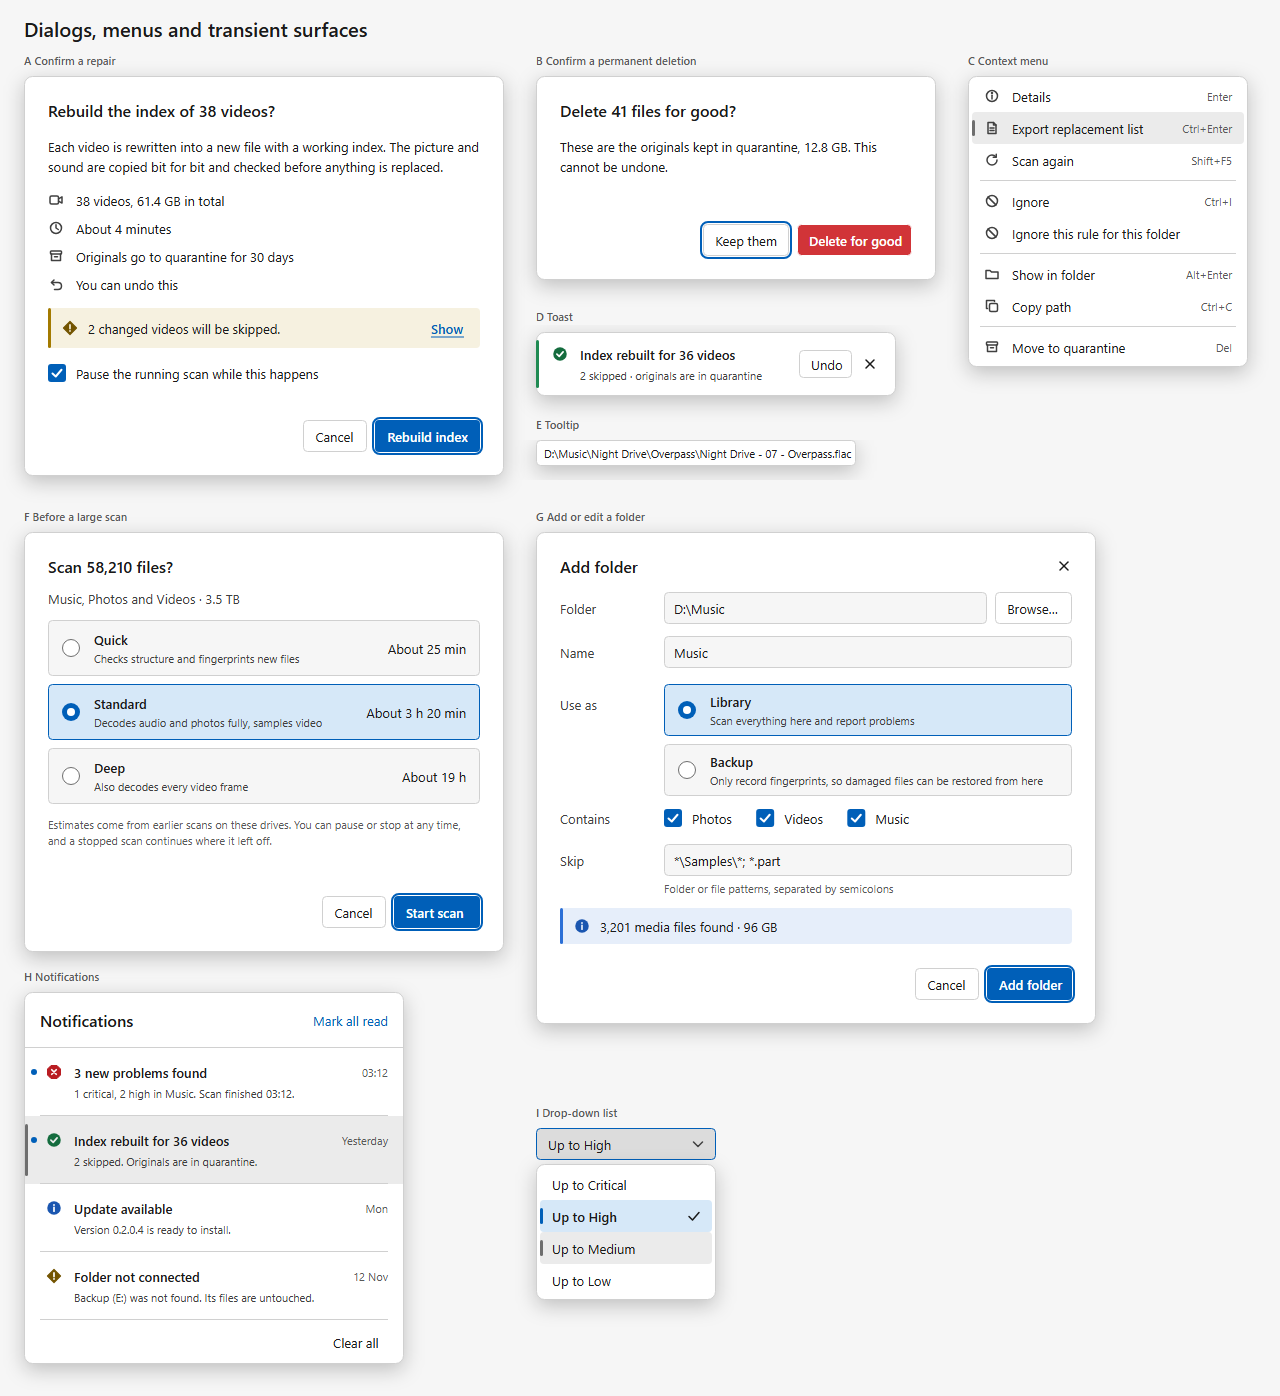 Dialogs, menus and transient surfaces
A Confirm a repair
Rebuild the index of 38 videos?
Each video is rewritten into a new file with a working index. The picture and
sound are copied bit for bit and checked before anything is replaced.
38 videos, 61.4 GB in total
About 4 minutes
Originals go to quarantine for 30 days
You can undo this
2 changed videos will be skipped.
Show
Pause the running scan while this happens
Cancel
Rebuild index
B Confirm a permanent deletion
Delete 41 files for good?
These are the originals kept in quarantine, 12.8 GB. This
cannot be undone.
Keep them
Delete for good
C Context menu
Details Enter
Export replacement list Ctrl+Enter
Scan again Shift+F5
Ignore Ctrl+I
Ignore this rule for this folder
Show in folder Alt+Enter
Copy path Ctrl+C
Move to quarantine Del
D Toast
Index rebuilt for 36 videos
2 skipped · originals are in quarantine
Undo
E Tooltip
D:\Music\Night Drive\Overpass\Night Drive - 07 - Overpass.flac
F Before a large scan
Scan 58,210 files?
Music, Photos and Videos · 3.5 TB
Quick
Checks structure and fingerprints new files
About 25 min
Standard
Decodes audio and photos fully, samples video
About 3 h 20 min
Deep
Also decodes every video frame
About 19 h
Estimates come from earlier scans on these drives. You can pause or stop at any time,
and a stopped scan continues where it left off.
Cancel
Start scan
G Add or edit a folder
Add folder
Folder
D:\Music
Browse...
Name
Music
Use as
Library
Scan everything here and report problems
Backup
Only record fingerprints, so damaged files can be restored from here
Contains
Photos
Videos
Music
Skip
*\Samples\*; *.part
Folder or file patterns, separated by semicolons
3,201 media files found · 96 GB
Cancel
Add folder
H Notifications
Notifications
Mark all read
3 new problems found 03:12
1 critical, 2 high in Music. Scan finished 03:12.
Index rebuilt for 36 videos Yesterday
2 skipped. Originals are in quarantine.
Update available Mon
Version 0.2.0.4 is ready to install.
Folder not connected 12 Nov
Backup (E:) was not found. Its files are untouched.
Clear all
I Drop-down list
Up to High
Up to Critical
Up to High
Up to Medium
Up to Low